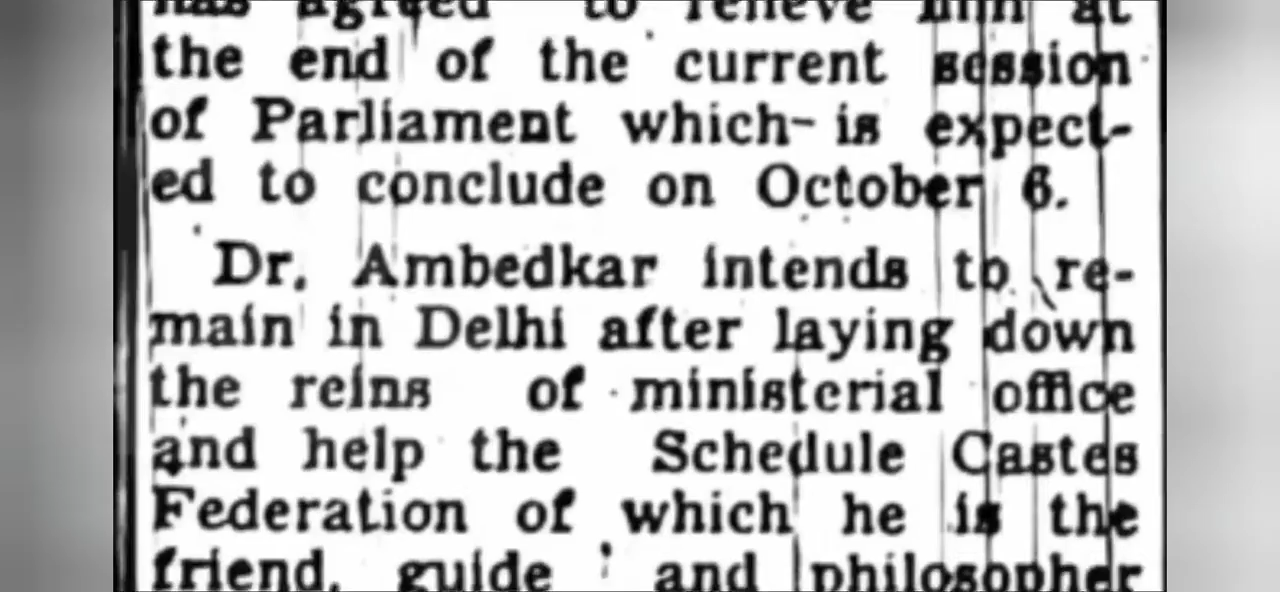 has agreed to relieve him at
the end of the current session
of Parliament which is expect-
ed to conclude on October 6.
Dr. Ambedkar intends to re-
main in Delhi after laying down
the reins of ministerial office
and help the Schedule Castes
Federation of which he is the
friend, guide and philosopher